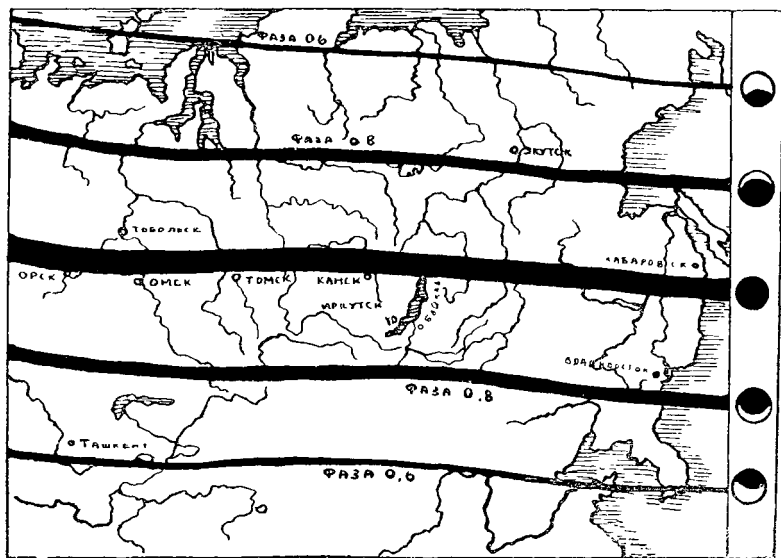 ФАЗА 0.6
ФАЗА 0.8
ЯКУТСК
ТОБОЛЬСК
ХАБАРОВСК
ОРСК
ОМСК
ТОМСК
КАНСК
ИРКУТСК
ВЛАДИВОСТОК
ФАЗА 0,8
ТАШКЕНТ
ФАЗА 0,6